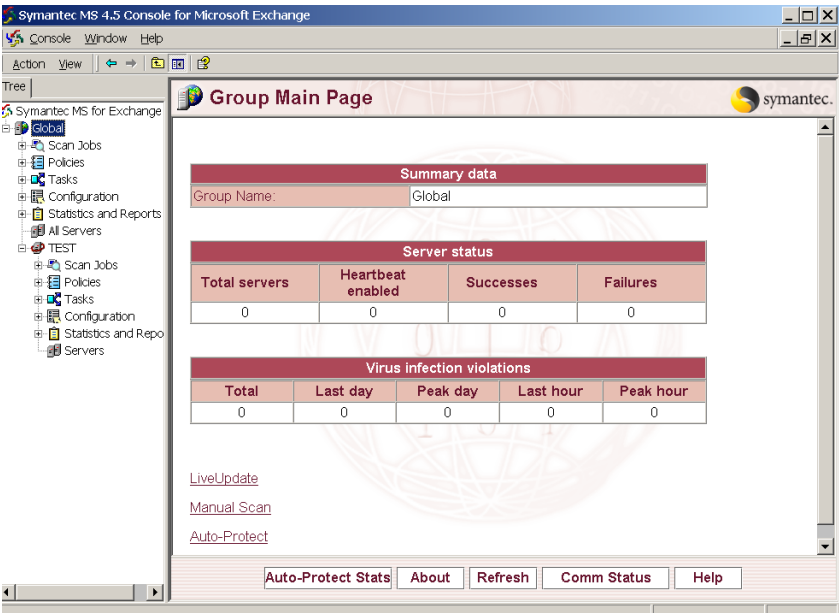 Symantec MS 4.5 Console for Microsoft Exchange
Console Window Help
Action View
Tree
Symantec MS for Exchange
Global
Scan Jobs
Policies
Tasks
Configuration
Statistics and Reports
All Servers
TEST
Scan Jobs
Policies
Tasks
Configuration
Statistics and Repo
Servers
Group Main Page
symantec.
Summary data
Group Name: Global
Server status
Total servers Heartbeat enabled Successes Failures
0 0 0 0
Virus infection violations
Total Last day Peak day Last hour Peak hour
0 0 0 0 0
LiveUpdate
Manual Scan
Auto-Protect
Auto-Protect Stats About Refresh Comm Status Help